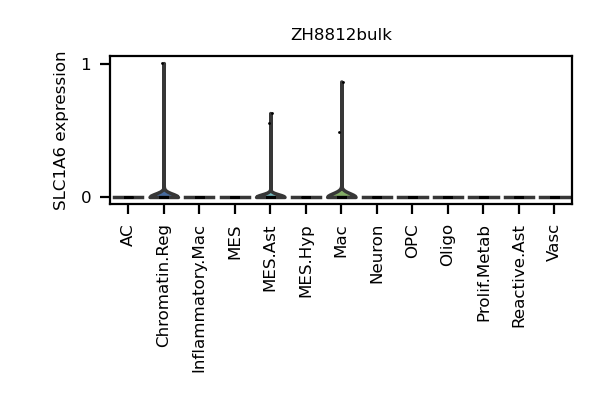 ZH8812bulk
SLC1A6 expression
1
0
AC
Chromatin.Reg
Inflammatory.Mac
MES
MES.Ast
MES.Hyp
Mac
Neuron
OPC
Oligo
Prolif.Metab
Reactive.Ast
Vasc